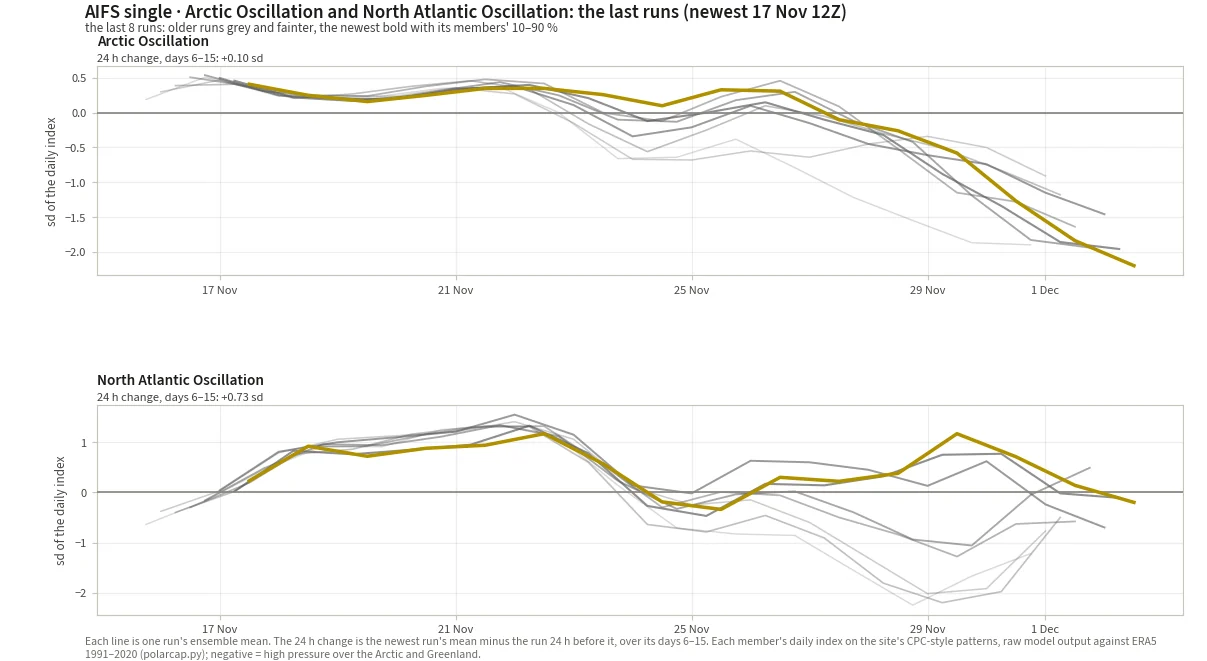 AIFS single · Arctic Oscillation and North Atlantic Oscillation: the last runs (newest 17 Nov 12Z)
the last 8 runs: older runs grey and fainter, the newest bold with its members' 10–90 %
Arctic Oscillation
24 h change, days 6–15: +0.10 sd
sd of the daily index
0.5
0.0
−0.5
−1.0
−1.5
−2.0
17 Nov
21 Nov
25 Nov
29 Nov
1 Dec
North Atlantic Oscillation
24 h change, days 6–15: +0.73 sd
sd of the daily index
1
0
−1
−2
17 Nov
21 Nov
25 Nov
29 Nov
1 Dec
Each line is one run's ensemble mean. The 24 h change is the newest run's mean minus the run 24 h before it, over its days 6–15. Each member's daily index on the site's CPC-style patterns, raw model output against ERA5
1991–2020 (polarcap.py); negative = high pressure over the Arctic and Greenland.